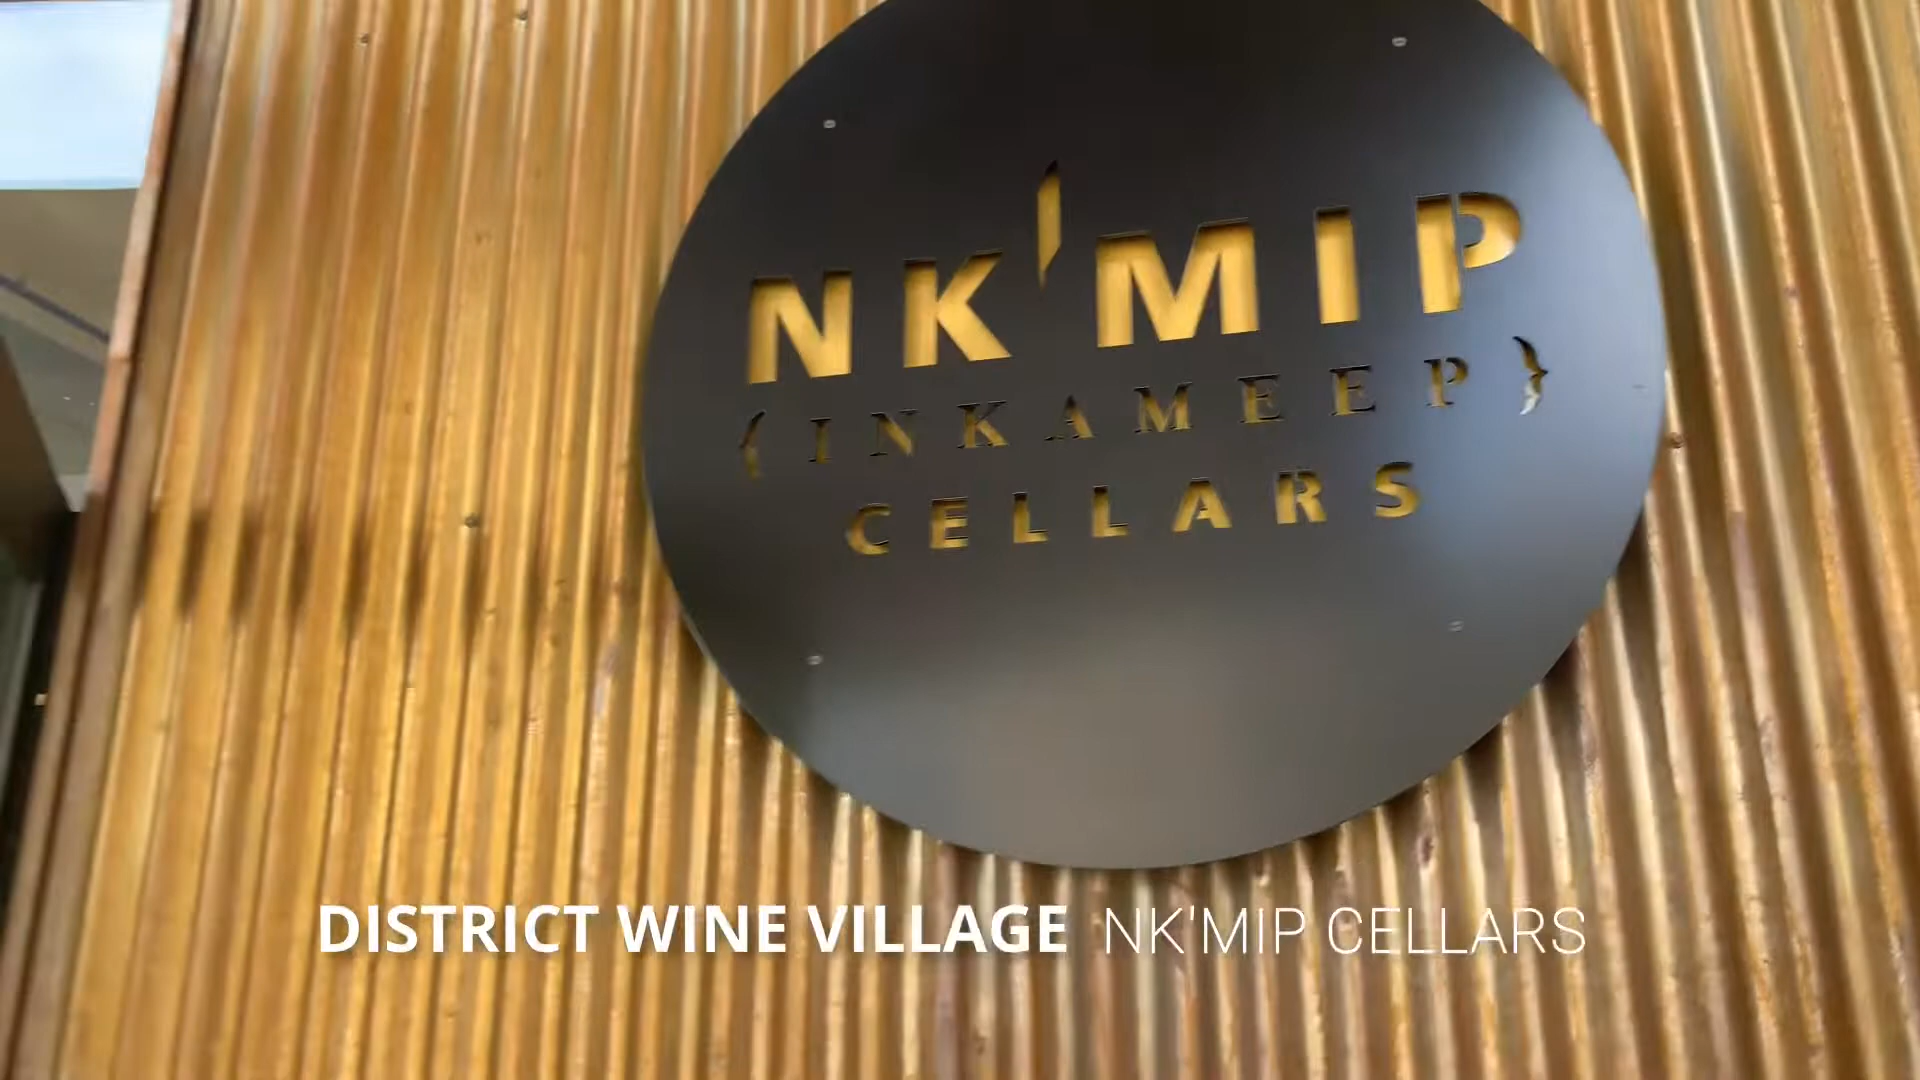 NK'MIP
{INKAMEEP}
CELLARS
DISTRICT WINE VILLAGE NK'MIP CELLARS